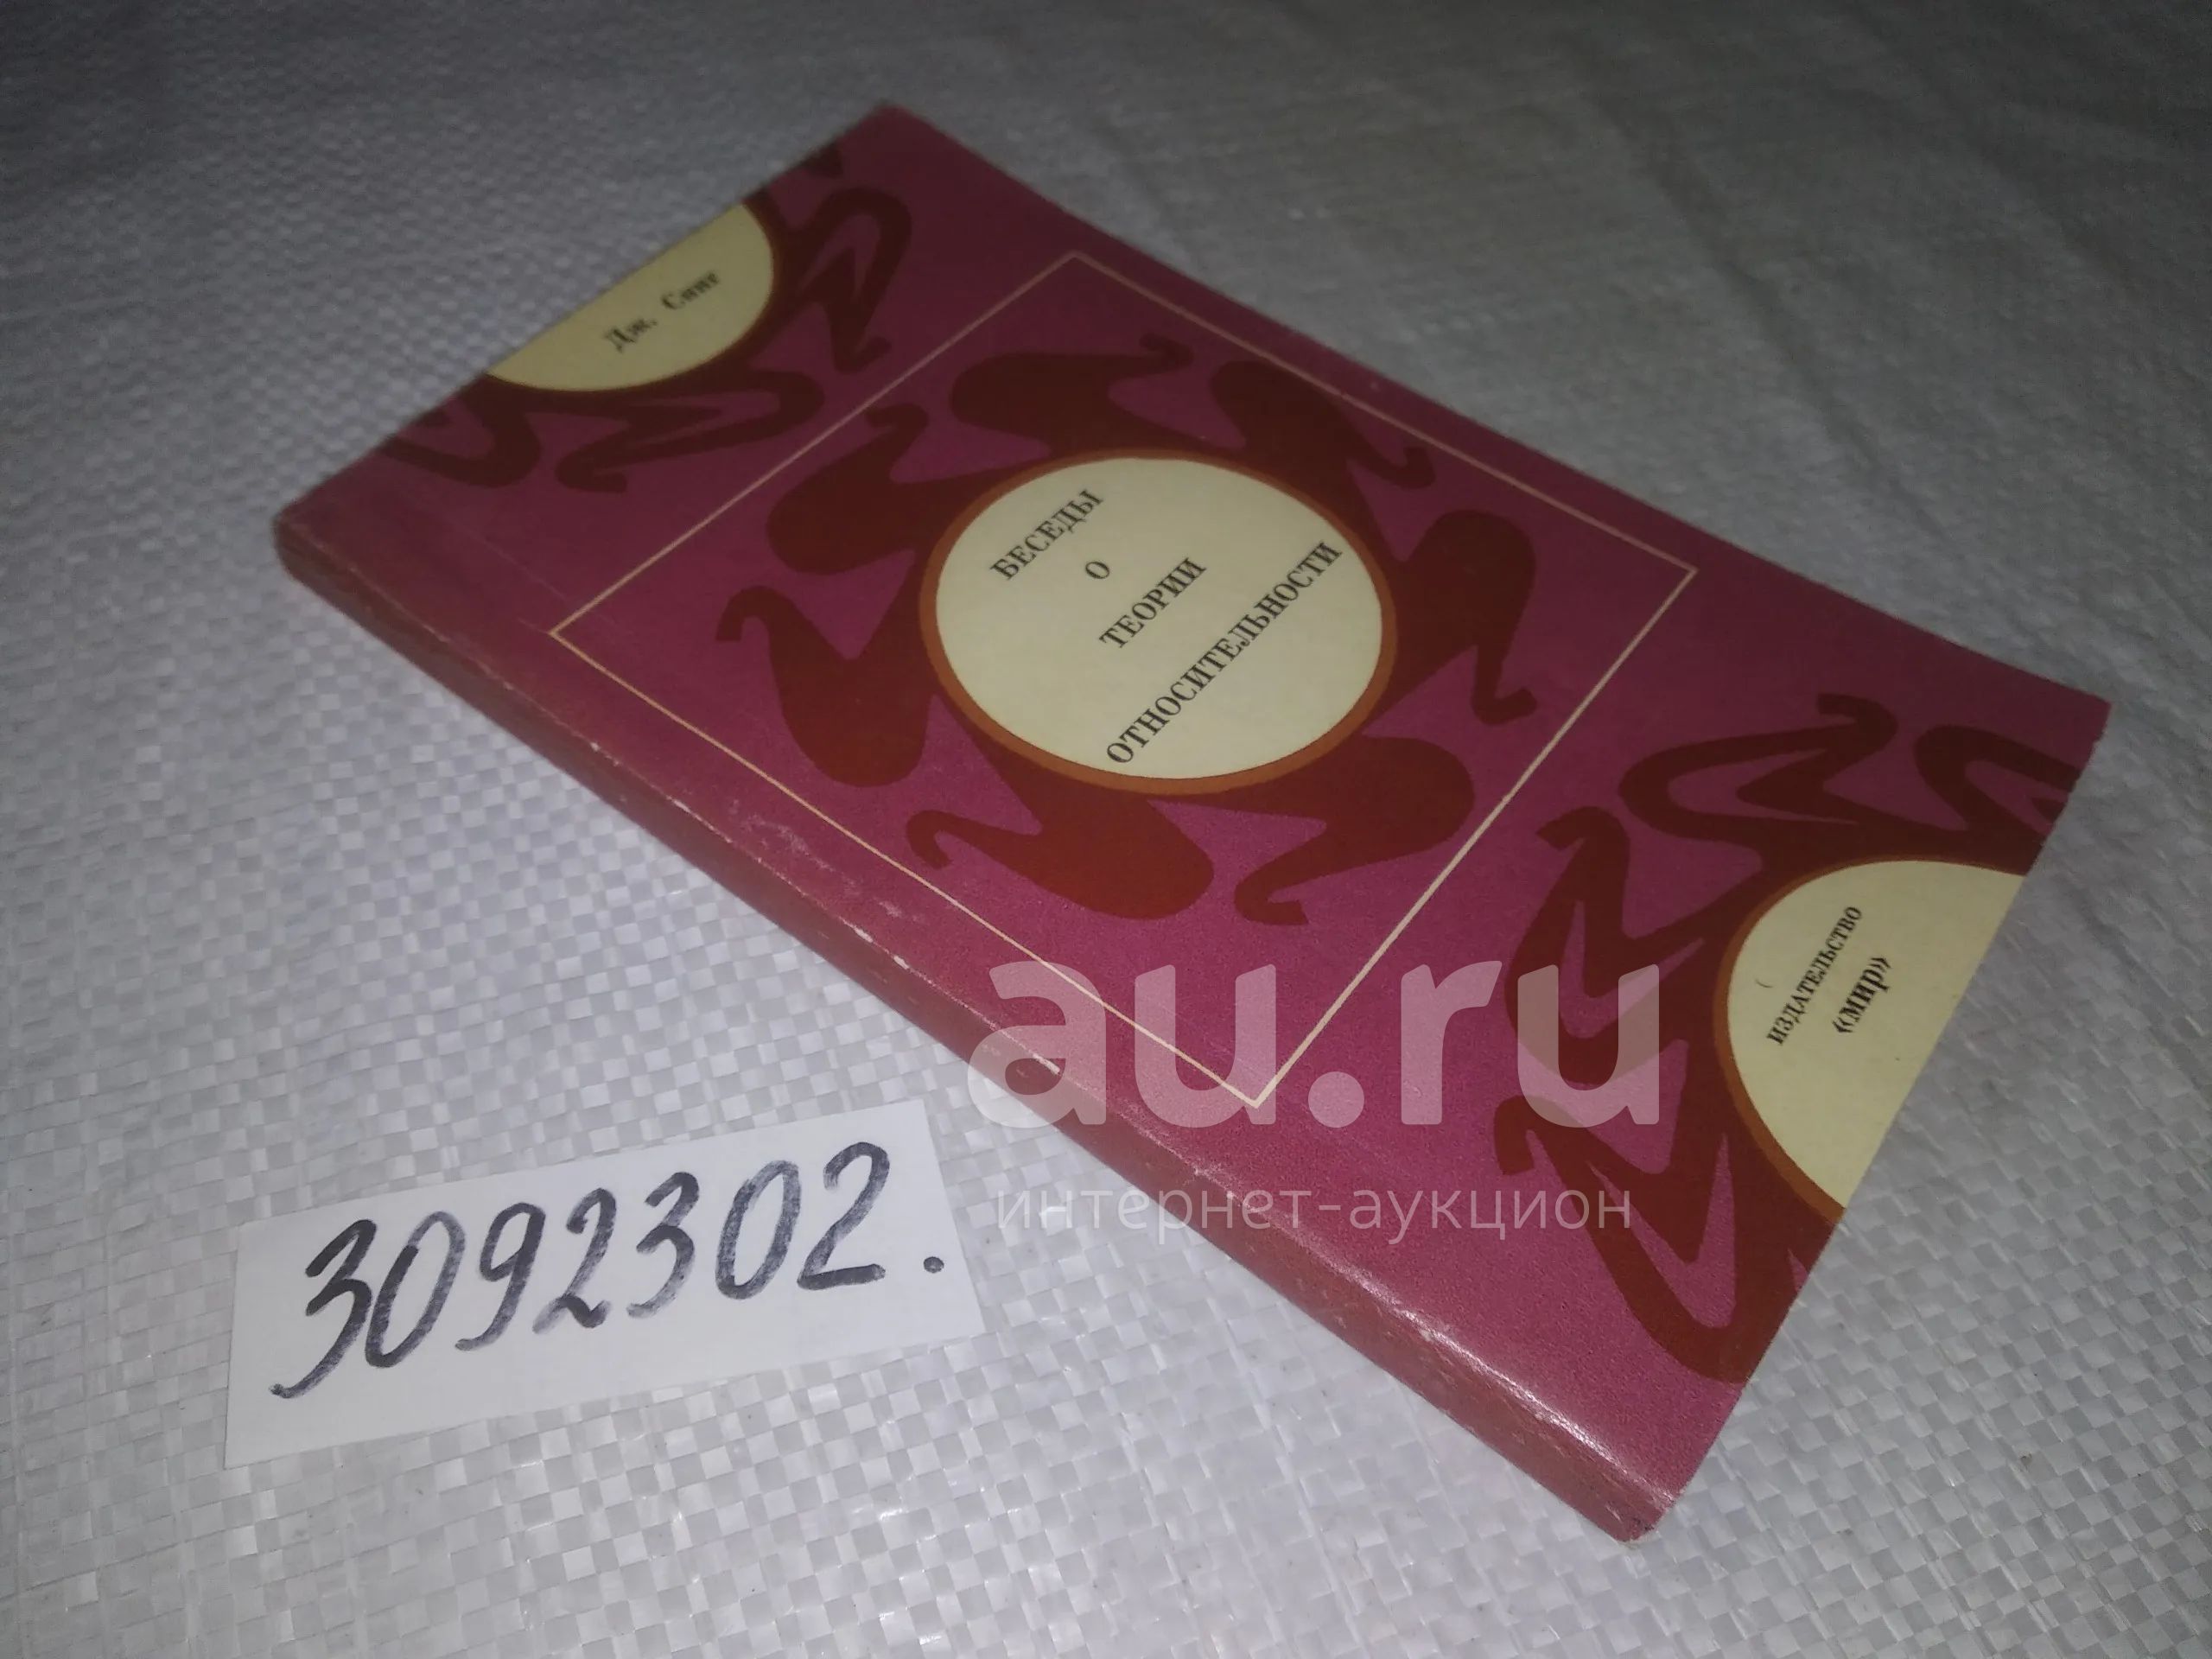 Дж. Синг
БЕСЕДЫ
О
ТЕОРИИ
ОТНОСИТЕЛЬНОСТИ
ИЗДАТЕЛЬСТВО
«МИР»
au.ru
интернет-аукцион
3092302.